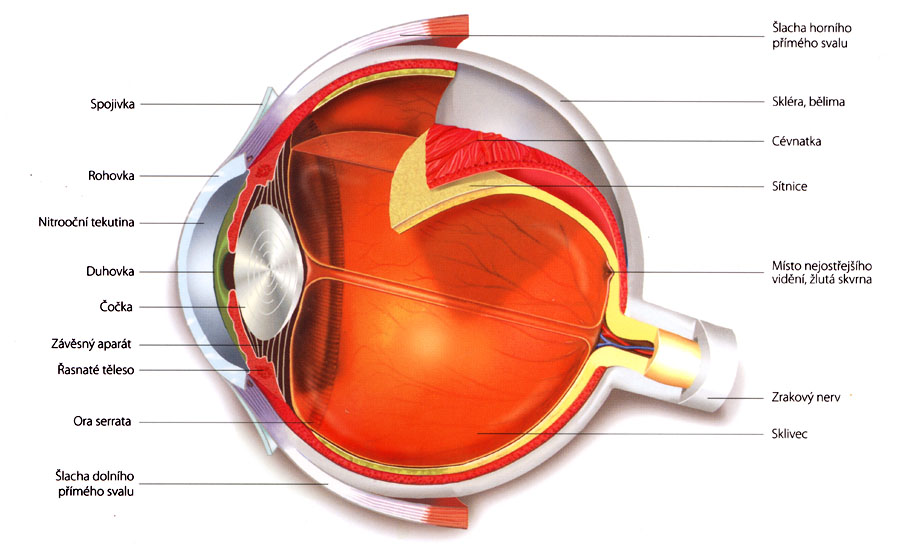 Spojivka
Rohovka
Nitrooční tekutina
Duhovka
Čočka
Závěsný aparát
Řasnaté těleso
Ora serrata
Šlacha dolního
přímého svalu
Šlacha horního
přímého svalu
Skléra, bělima
Cévnatka
Sítnice
Místo nejostřejšího
vidění, žlutá skvrna
Zrakový nerv
Sklivec